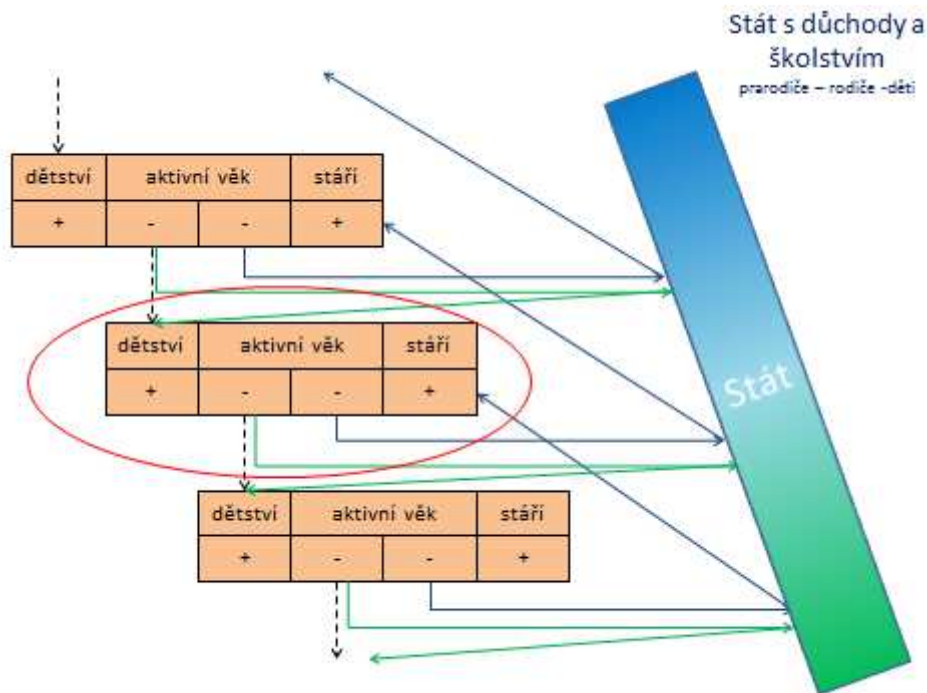 Stát s důchody a
školstvím
prarodiče – rodiče -děti
dětství aktivní věk stáří
+ - - +
dětství aktivní věk stáří
+ - - +
Stát
dětství aktivní věk stáří
+ - - +